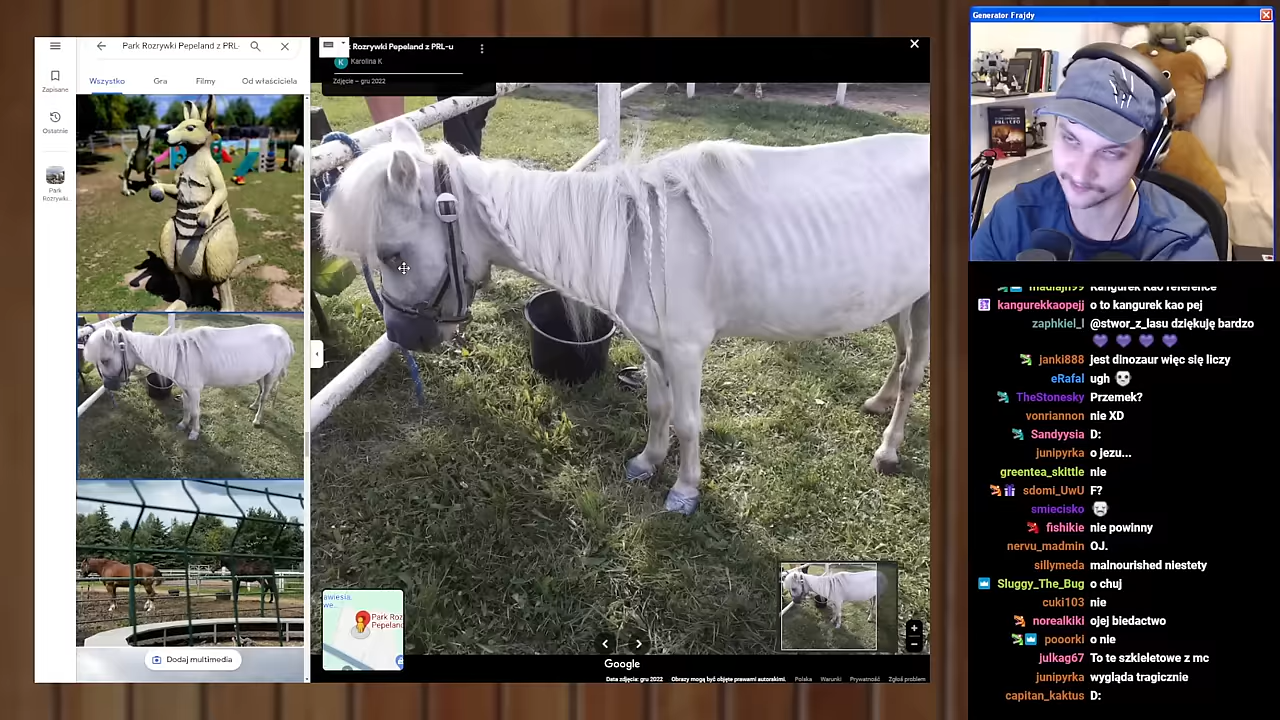 Park Rozrywki Pepeland z PRL-
Wszystko
Gra
Filmy
Od właściciela
Zapisane
Ostatnie
Park
Rozrywki
Dodaj multimedia
Rozrywki Pepeland z PRL-u
K
Karolina K
Zdjęcie – gru 2022
Park Roz
Pepeland
Google
Data zdjęcia: gru 2022
Obrazy mogą być objęte prawami autorskimi.
Polska
Warunki
Prywatność
Zgłoś problem
Generator Frajdy
madlajn99 Kangurek Kao reference
kangurekkaopejj o to kangurek kao pej
zaphkiel_l @stwor_z_lasu dziękuję bardzo
janki888 jest dinozaur więc się liczy
eRafal ugh
TheStonesky Przemek?
vonriannon nie XD
Sandyysia D:
junipyrka o jezu...
greentea_skittle nie
sdomi_UwU F?
smiecisko
fishikie nie powinny
nervu_madmin OJ.
sillymeda malnourished niestety
Sluggy_The_Bug o chuj
cuki103 nie
norealkiki ojej biedactwo
pooorki o nie
julkag67 To te szkieletowe z mc
junipyrka wygląda tragicznie
capitan_kaktus D: